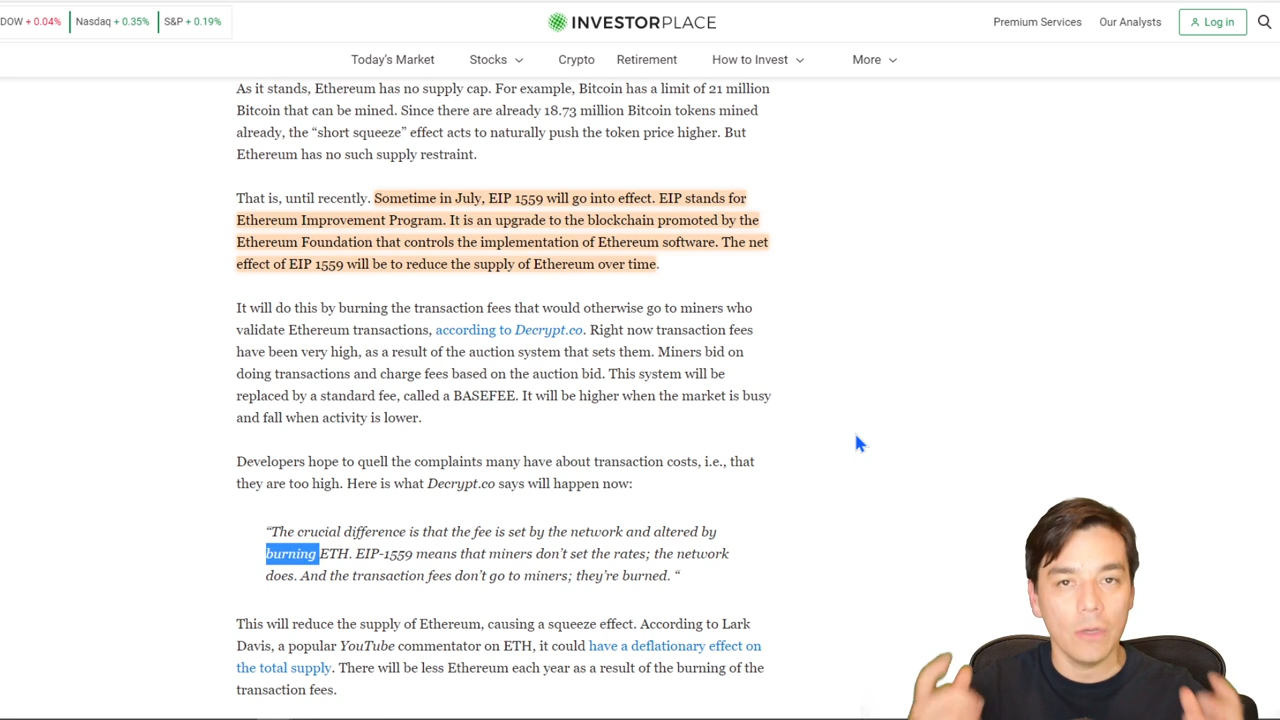 DOW + 0.04% Nasdaq + 0.35% S&P + 0.19%
INVESTORPLACE
Premium Services Our Analysts Log in
Today's Market Stocks Crypto Retirement How to Invest More
As it stands, Ethereum has no supply cap. For example, Bitcoin has a limit of 21 million
Bitcoin that can be mined. Since there are already 18.73 million Bitcoin tokens mined
already, the “short squeeze” effect acts to naturally push the token price higher. But
Ethereum has no such supply restraint.
That is, until recently. Sometime in July, EIP 1559 will go into effect. EIP stands for
Ethereum Improvement Program. It is an upgrade to the blockchain promoted by the
Ethereum Foundation that controls the implementation of Ethereum software. The net
effect of EIP 1559 will be to reduce the supply of Ethereum over time.
It will do this by burning the transaction fees that would otherwise go to miners who
validate Ethereum transactions, according to Decrypt.co. Right now transaction fees
have been very high, as a result of the auction system that sets them. Miners bid on
doing transactions and charge fees based on the auction bid. This system will be
replaced by a standard fee, called a BASEFEE. It will be higher when the market is busy
and fall when activity is lower.
Developers hope to quell the complaints many have about transaction costs, i.e., that
they are too high. Here is what Decrypt.co says will happen now:
“The crucial difference is that the fee is set by the network and altered by
burning ETH. EIP-1559 means that miners don’t set the rates; the network
does. And the transaction fees don’t go to miners; they’re burned. “
This will reduce the supply of Ethereum, causing a squeeze effect. According to Lark
Davis, a popular YouTube commentator on ETH, it could have a deflationary effect on
the total supply. There will be less Ethereum each year as a result of the burning of the
transaction fees.